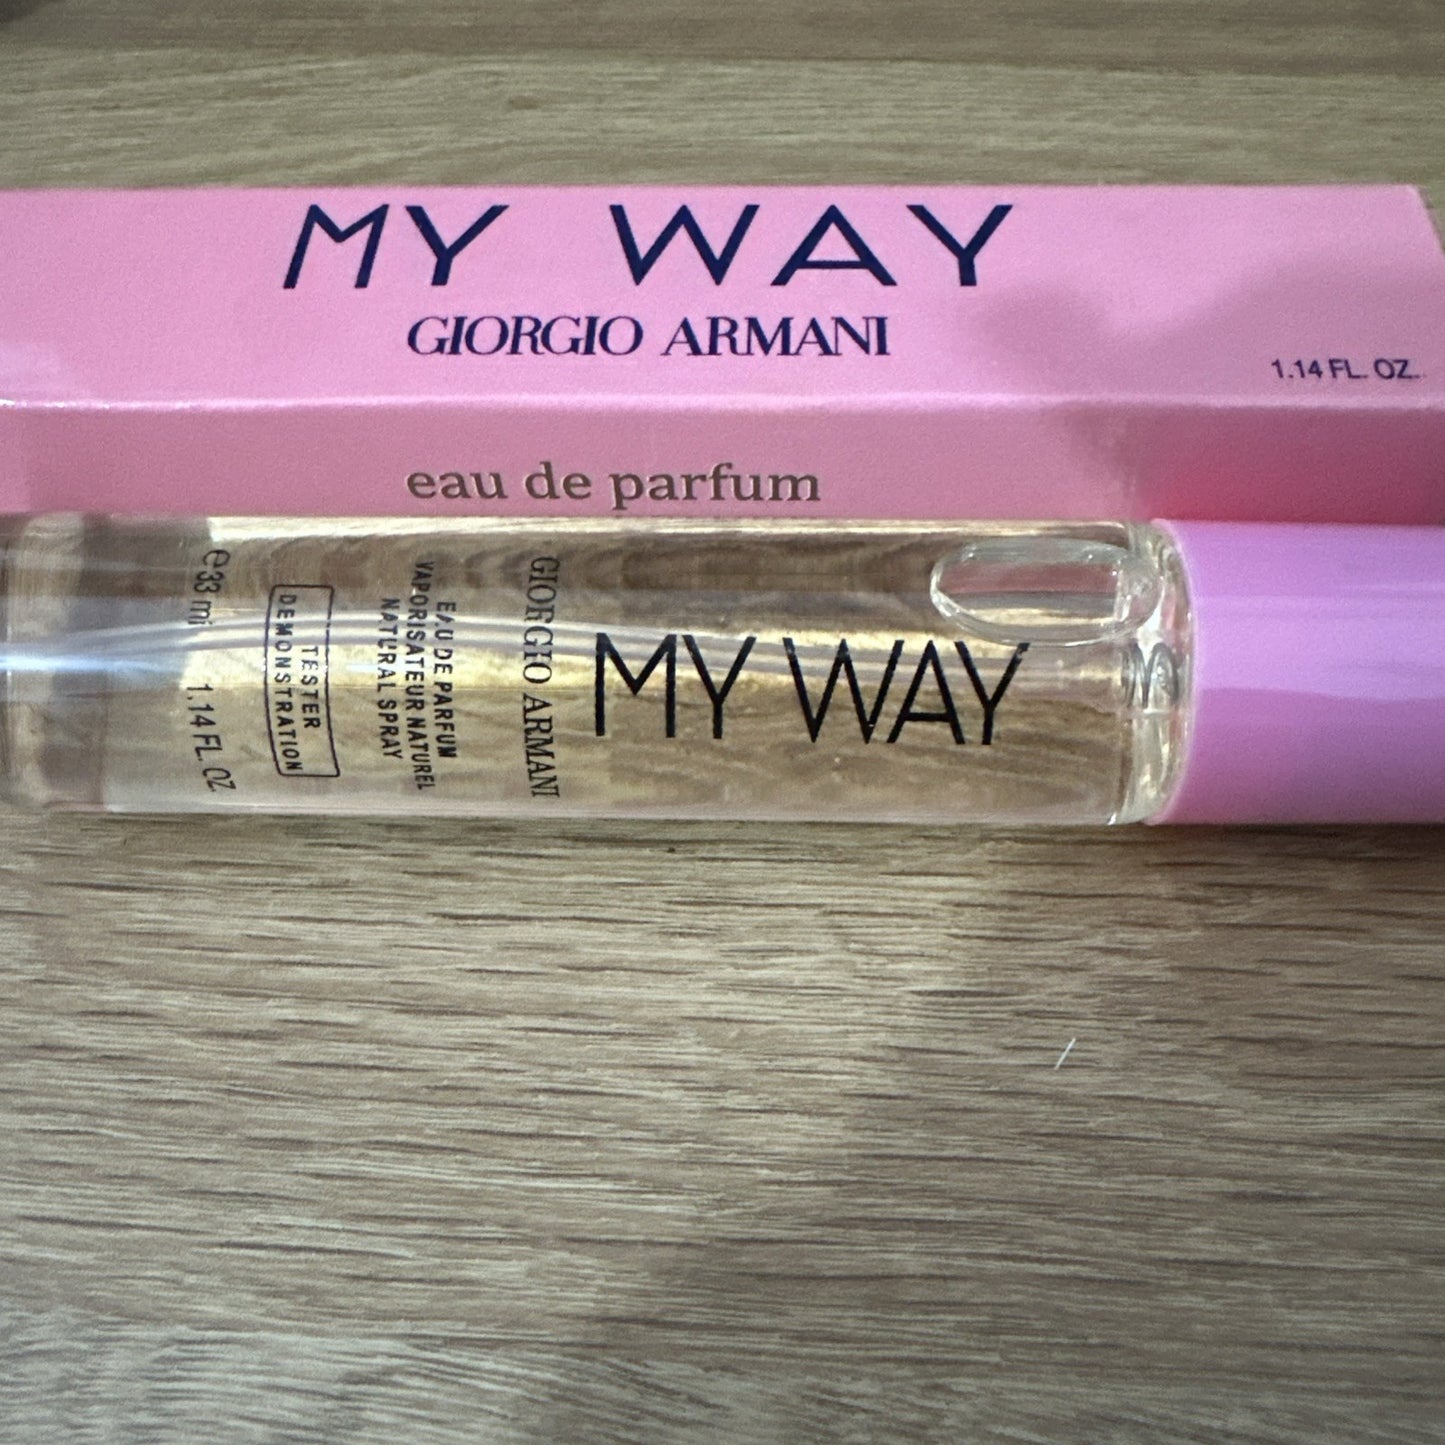 MY WAY
GIORGIO ARMANI
1.14 FL. OZ.
eau de parfum
MY WAY
GIORGIO ARMANI
EAU DE PARFUM
VAPORISATEUR NATUREL
NATURAL SPRAY
TESTER
DEMONSTRATION
e 33 ml 1.14 FL. OZ